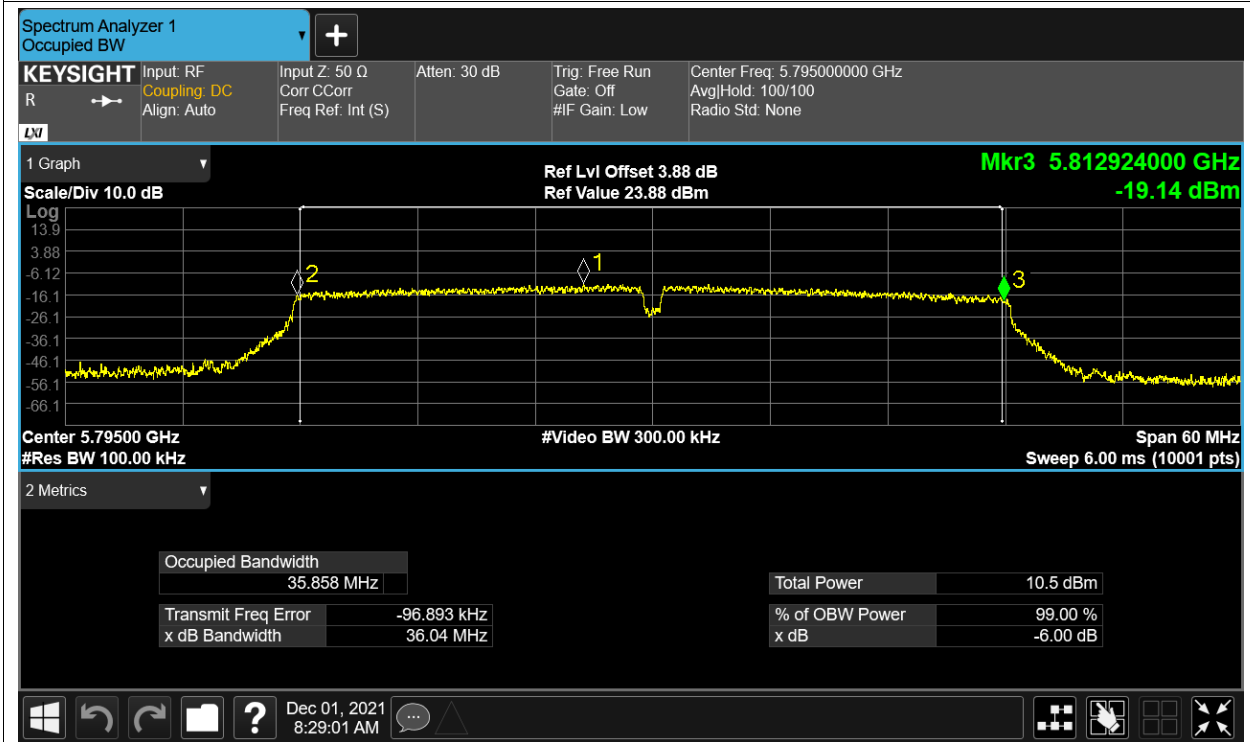 Spectrum Analyzer 1
Occupied BW
+
KEYSIGHT Input: RF Input Z: 50 Ω Atten: 30 dB Trig: Free Run Center Freq: 5.795000000 GHz
R Coupling: DC Corr CCorr Gate: Off Avg|Hold: 100/100
Align: Auto Freq Ref: Int (S) #IF Gain: Low Radio Std: None
LXI
1 Graph Ref Lvl Offset 3.88 dB Mkr3 5.812924000 GHz
Scale/Div 10.0 dB Ref Value 23.88 dBm -19.14 dBm
Log
13.9
3.88
-6.12
-16.1
-26.1
-36.1
-46.1
-56.1
-66.1
2
1
3
Center 5.79500 GHz #Video BW 300.00 kHz Span 60 MHz
#Res BW 100.00 kHz Sweep 6.00 ms (10001 pts)
2 Metrics
Occupied Bandwidth
35.858 MHz Total Power 10.5 dBm
Transmit Freq Error -96.893 kHz % of OBW Power 99.00 %
x dB Bandwidth 36.04 MHz x dB -6.00 dB
? Dec 01, 2021
8:29:01 AM